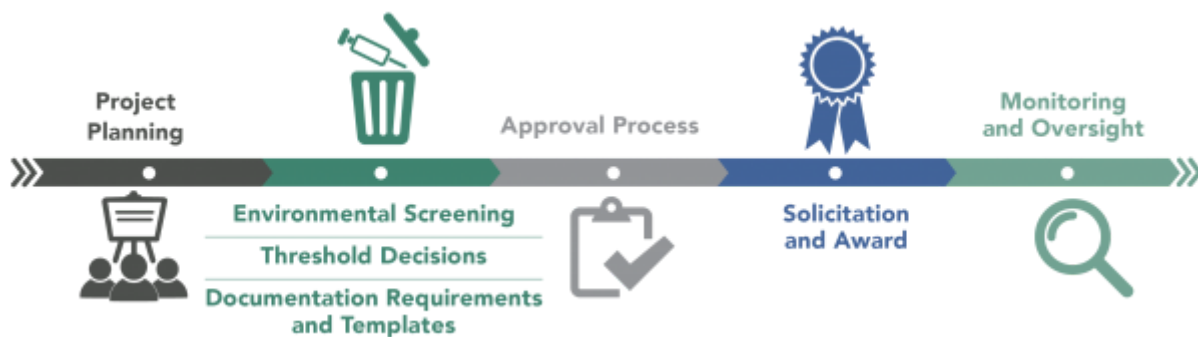 Project
Planning
Environmental Screening
Threshold Decisions
Documentation Requirements
and Templates
Approval Process
Solicitation
and Award
Monitoring
and Oversight